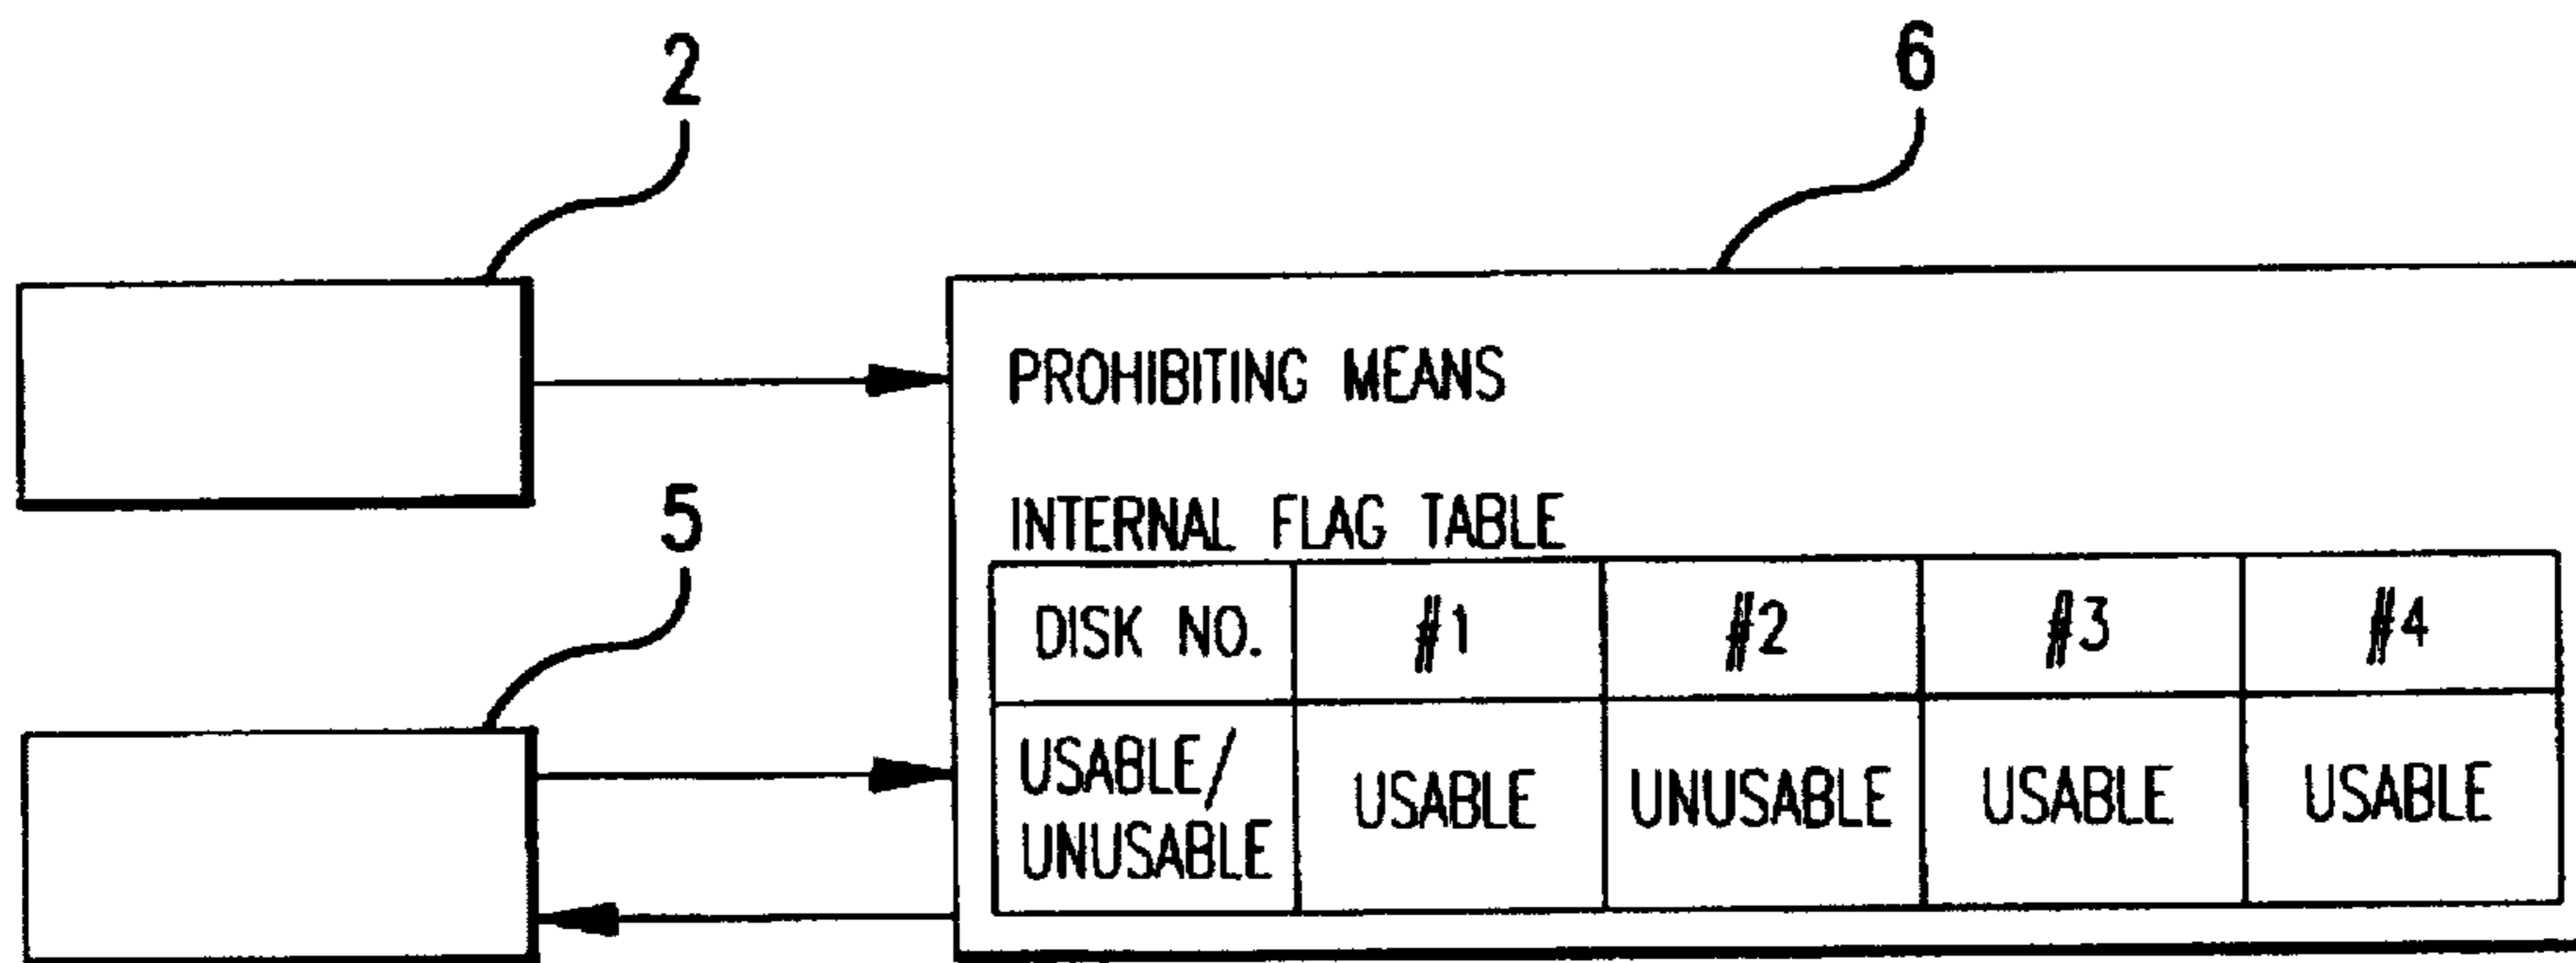 2
6
PROHIBITING MEANS
INTERNAL FLAG TABLE
5
DISK NO. #1 #2 #3 #4
USABLE/
UNUSABLE USABLE UNUSABLE USABLE USABLE